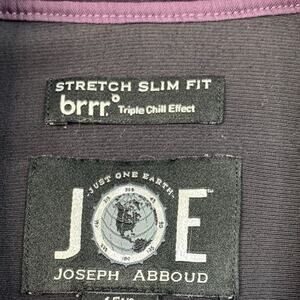 STRETCH SLIM FIT
brrr.° Triple Chill Effect
JUST ONE EARTH
JOE
JOSEPH ABBOUD